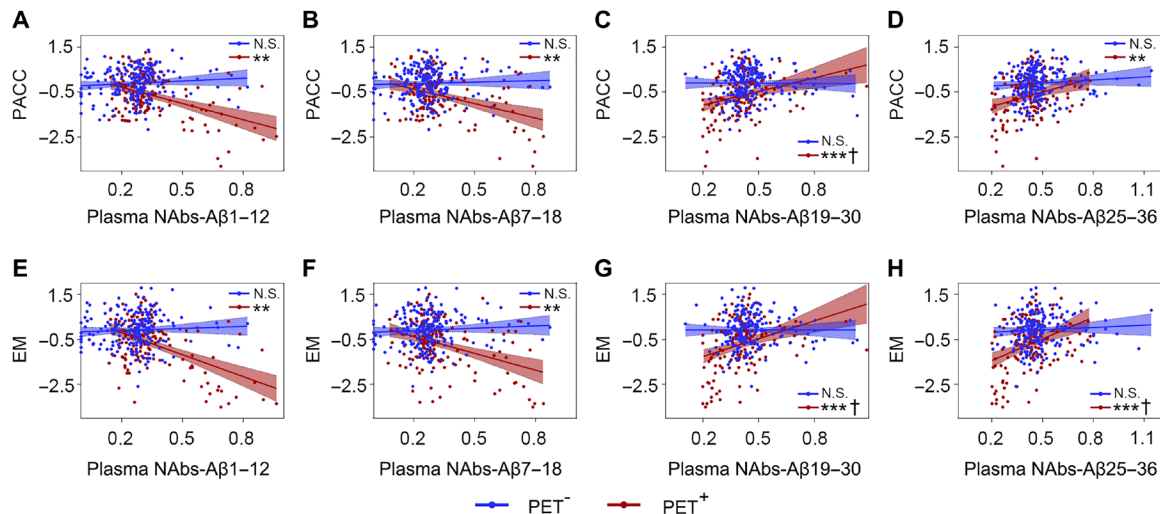 A
B
C
D
PACC
1.5
−0.5
−2.5
N.S.
**
0.2 0.5 0.8
Plasma NAbs-Aβ1–12
PACC
1.5
−0.5
−2.5
N.S.
**
0.2 0.5 0.8
Plasma NAbs-Aβ7–18
PACC
1.5
−0.5
−2.5
N.S.
***†
0.2 0.5 0.8
Plasma NAbs-Aβ19–30
PACC
1.5
−0.5
−2.5
N.S.
**
0.2 0.5 0.8 1.1
Plasma NAbs-Aβ25–36
E
F
G
H
EM
1.5
−0.5
−2.5
N.S.
**
0.2 0.5 0.8
Plasma NAbs-Aβ1–12
EM
1.5
−0.5
−2.5
N.S.
**
0.2 0.5 0.8
Plasma NAbs-Aβ7–18
EM
1.5
−0.5
−2.5
N.S.
***†
0.2 0.5 0.8
Plasma NAbs-Aβ19–30
EM
1.5
−0.5
−2.5
N.S.
***†
0.2 0.5 0.8 1.1
Plasma NAbs-Aβ25–36
PET⁻ PET⁺